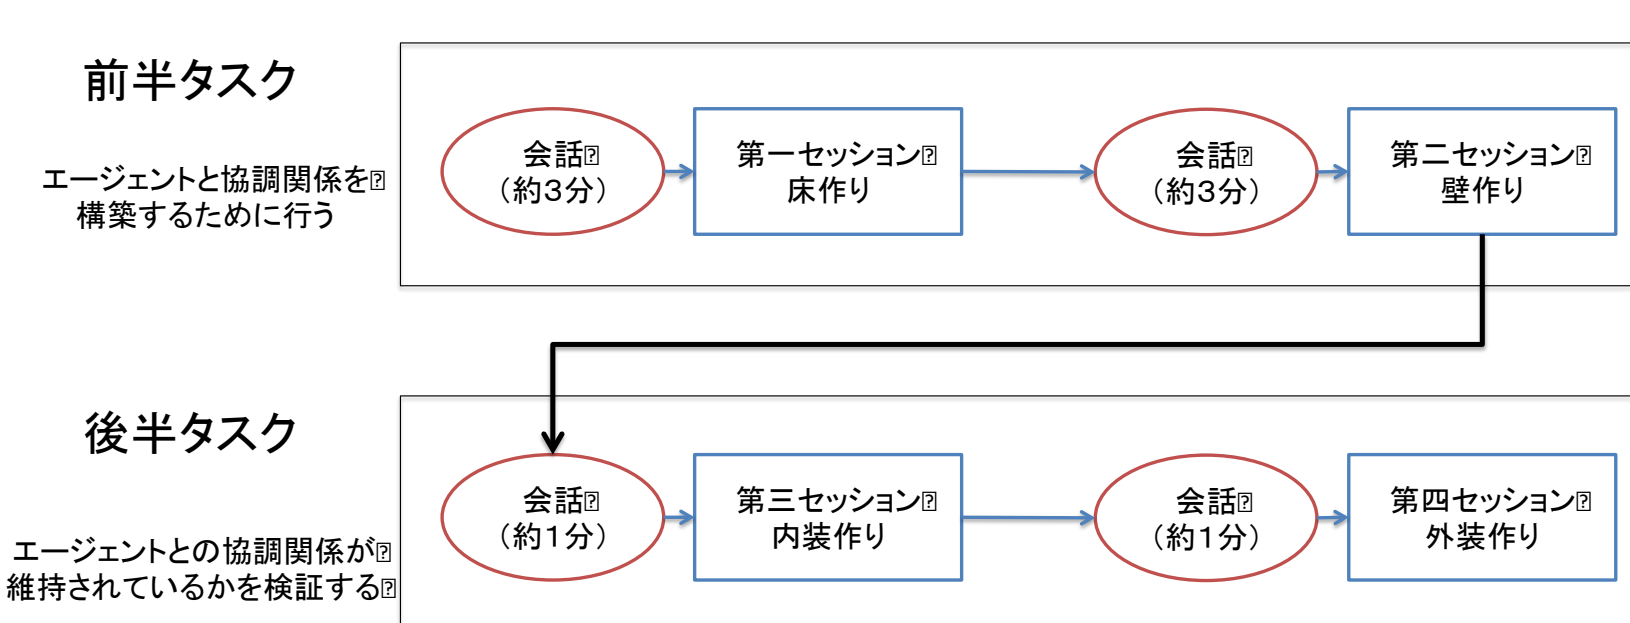 前半タスク
エージェントと協調関係を
構築するために行う
会話
（約3分）
第一セッション
床作り
会話
（約3分）
第二セッション
壁作り
後半タスク
エージェントとの協調関係が
維持されているかを検証する
会話
（約1分）
第三セッション
内装作り
会話
（約1分）
第四セッション
外装作り